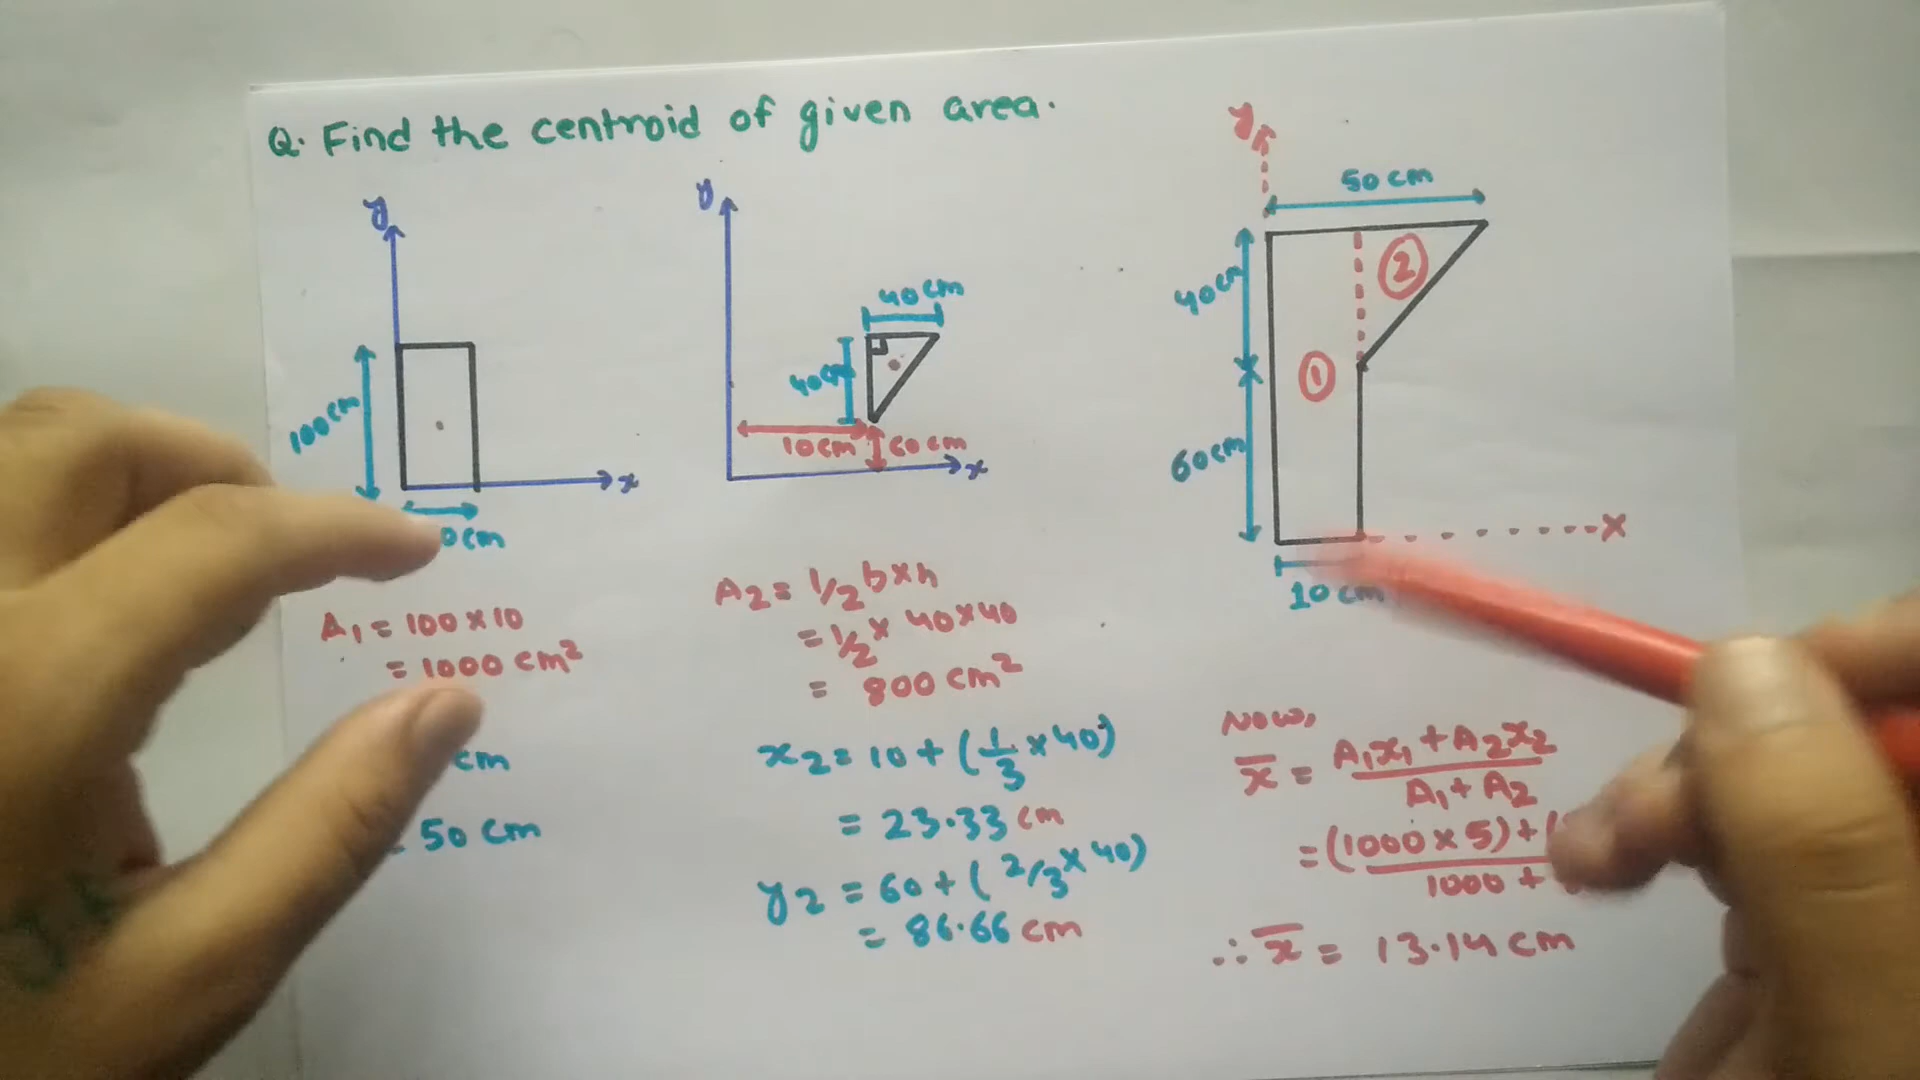 Q. Find the centroid of given area.
y
100cm
x
0cm
A1 = 100 × 10
= 1000 cm²
cm
50 cm
y
40cm
40cm
10cm
60cm
x
A2 = 1/2 b×h
= 1/2 × 40×40
= 800 cm²
x2 = 10 + (1/3 × 40)
= 23.33 cm
y2 = 60 + (2/3 × 40)
= 86.66 cm
y
50 cm
40cm
2
1
60cm
x
10 cm
Now,
x̄ = A1x1 + A2x2 / A1 + A2
= (1000 × 5) + ( / 1000 +
∴ x̄ = 13.14 cm